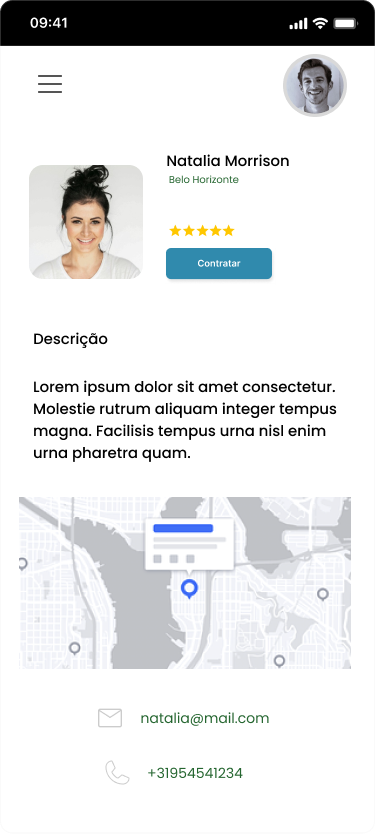 09:41
Natalia Morrison
Belo Horizonte
Contratar
Descrição
Lorem ipsum dolor sit amet consectetur.
Molestie rutrum aliquam integer tempus
magna. Facilisis tempus urna nisl enim
urna pharetra quam.
natalia@mail.com
+31954541234